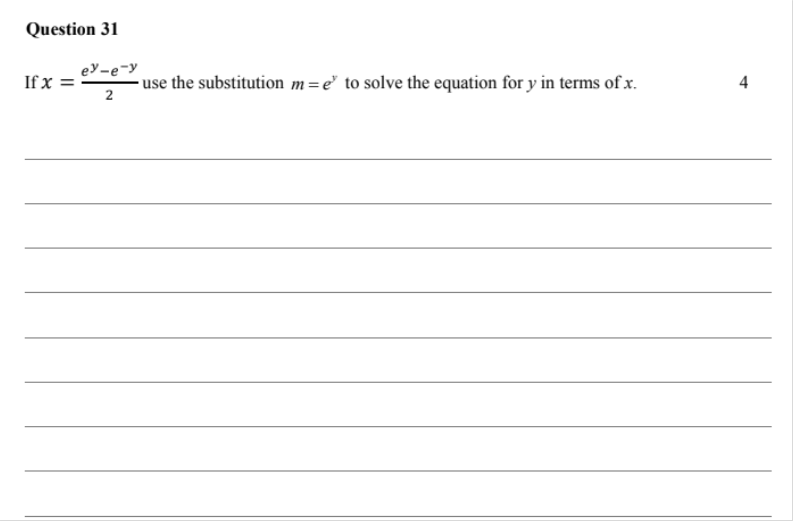 Question 31
If x = \frac{e^y - e^{-y}}{2} use the substitution m = e^y to solve the equation for y in terms of x. 4